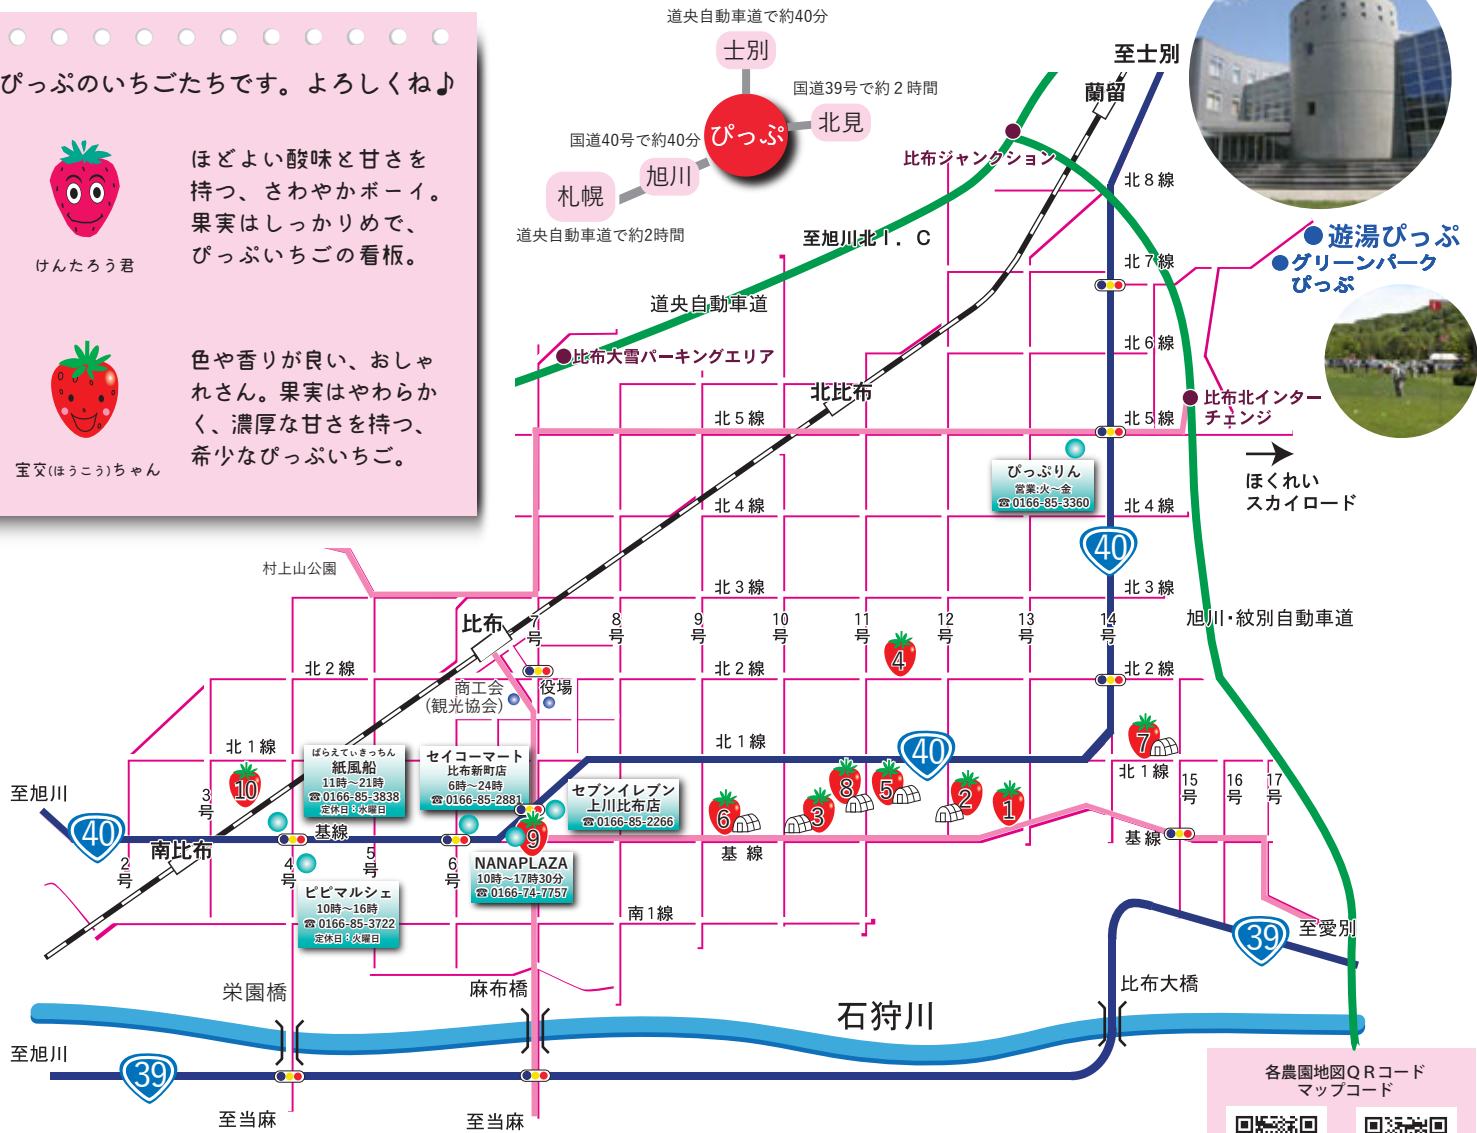 ぴっぷのいちごたちです。よろしくね♪
ほどよい酸味と甘さを
持つ、さわやかボーイ。
果実はしっかりめで、
ぴっぷいちごの看板。
けんたろう君
色や香りが良い、おしゃ
れさん。果実はやわらか
く、濃厚な甘さを持つ、
希少なぴっぷいちご。
宝交(ほうこう)ちゃん
道央自動車道で約40分
士別
国道39号で約2時間
北見
ぴっぷ
国道40号で約40分
旭川
札幌
道央自動車道で約2時間
至士別
蘭留
比布ジャンクション
北8線
至旭川北I.C
遊湯ぴっぷ
グリーンパーク
ぴっぷ
北7線
道央自動車道
北6線
比布大雪パーキングエリア
北比布
比布北インター
チェンジ
北5線
北5線
ぴっぷりん
営業:火〜金
☎0166-85-3360
ほくれい
スカイロード
北4線
北4線
40
村上山公園
北3線
北3線
比布
7号
8号
9号
10号
11号
12号
13号
14号
旭川・紋別自動車道
4
北2線
北2線
北2線
商工会
(観光協会)
役場
北1線
北1線
40
7
北1線
ぱらえてぃきっちん
紙風船
11時〜21時
☎0166-85-3838
定休日:水曜日
セイコーマート
比布新町店
6時〜24時
☎0166-85-2881
セブンイレブン
上川比布店
☎0166-85-2266
10
3号
8
5
2
1
6
3
15号
16号
17号
至旭川
40
基線
9
基線
基線
南比布
2号
4号
5号
6号
NANAPLAZA
10時〜17時30分
☎0166-74-7757
ピピマルシェ
10時〜16時
☎0166-85-3722
定休日:火曜日
南1線
至愛別
39
栄園橋
麻布橋
比布大橋
石狩川
至旭川
39
至当麻
至当麻
各農園地図QRコード
マップコード